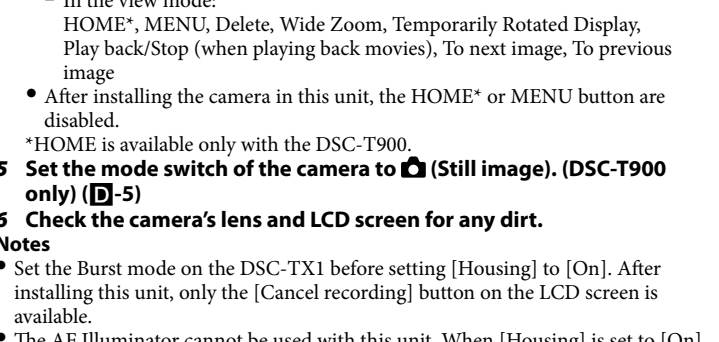 – In the view mode:
HOME*, MENU, Delete, Wide Zoom, Temporarily Rotated Display,
Play back/Stop (when playing back movies), To next image, To previous
image
• After installing the camera in this unit, the HOME* or MENU button are
disabled.
*HOME is available only with the DSC-T900.
5 Set the mode switch of the camera to (Still image). (DSC-T900
only) (D-5)
6 Check the camera's lens and LCD screen for any dirt.
Notes
• Set the Burst mode on the DSC-TX1 before setting [Housing] to [On]. After
installing this unit, only the [Cancel recording] button on the LCD screen is
available.
• The AF Illuminator cannot be used with this unit. When [Housing] is set to [On]